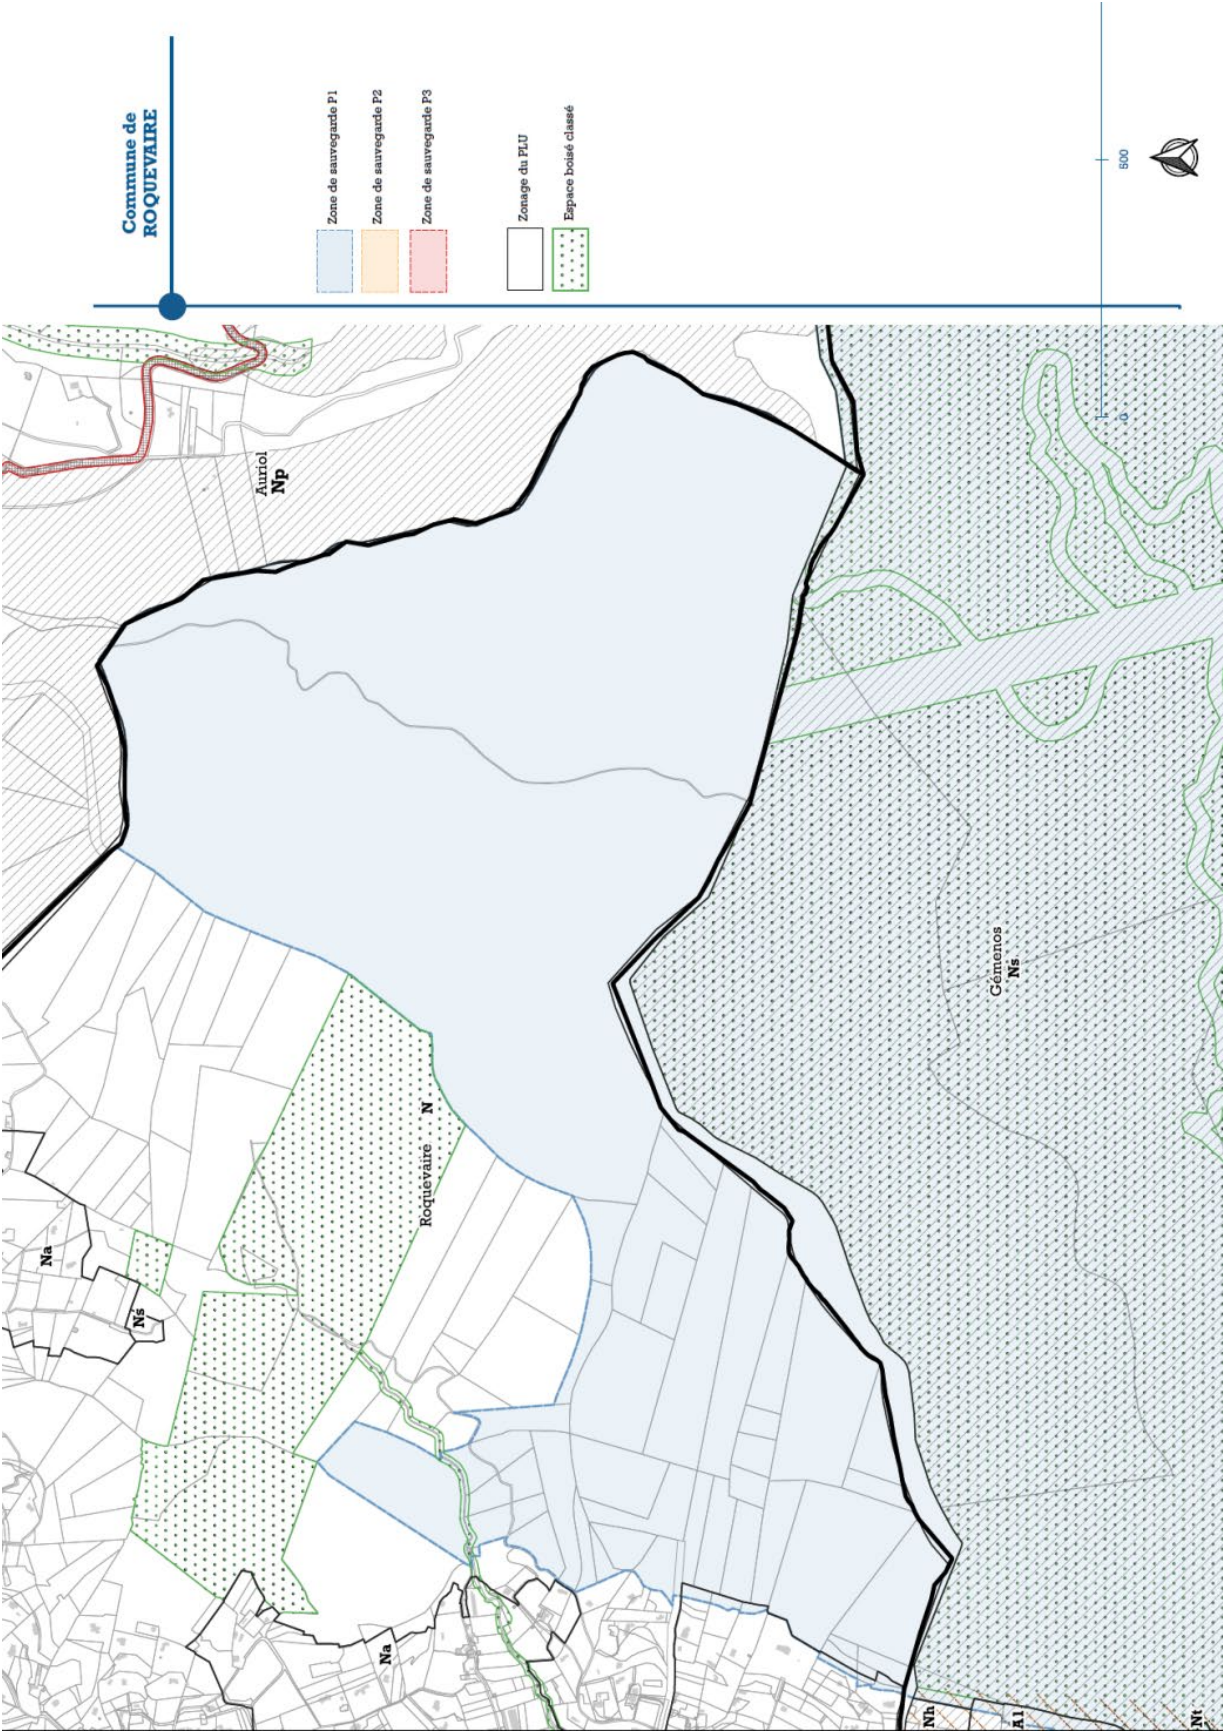 Commune de
ROQUEVAIRE
Zone de sauvegarde P1
Zone de sauvegarde P2
Zone de sauvegarde P3
Zonage du PLU
Espace boisé classé
0
500
Auriol
Np
Roquevaire
N
Na
Ns
Na
Gémenos
Ns
Nh
A1
Nt